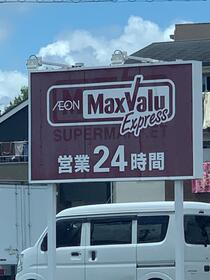 ÆON MaxValu
Express
SUPERMARKET
営業24時間